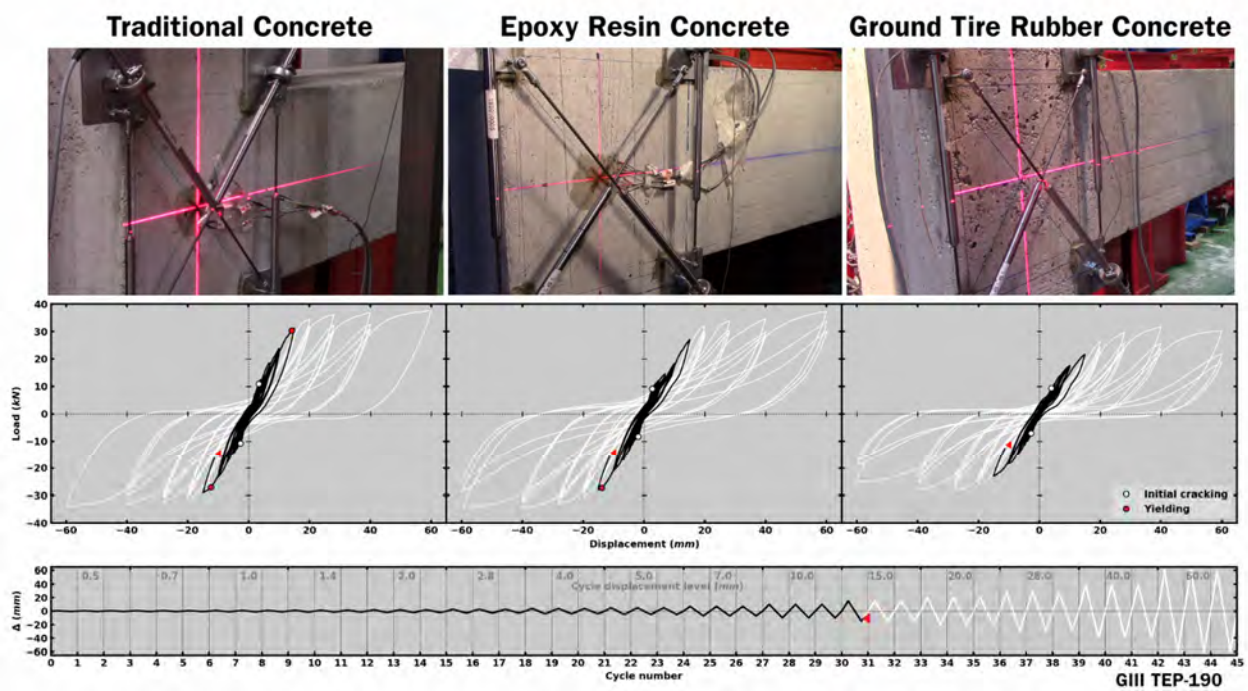 Traditional Concrete
Epoxy Resin Concrete
Ground Tire Rubber Concrete
40
30
20
10
0
−10
−20
−30
−40
Load (kN)
−60 −40 −20 0 20 40 60
−60 −40 −20 0 20 40 60
−60 −40 −20 0 20 40 60
Initial cracking
Yielding
Displacement (mm)
0.5 0.7 1.0 1.4 2.0 2.8 4.0 5.0 7.0 10.0 15.0 20.0 28.0 40.0 60.0
Cycle displacement level (mm)
60
40
20
0
−20
−40
−60
Δ (mm)
0 1 2 3 4 5 6 7 8 9 10 11 12 13 14 15 16 17 18 19 20 21 22 23 24 25 26 27 28 29 30 31 32 33 34 35 36 37 38 39 40 41 42 43 44 45
Cycle number
GIII TEP-190